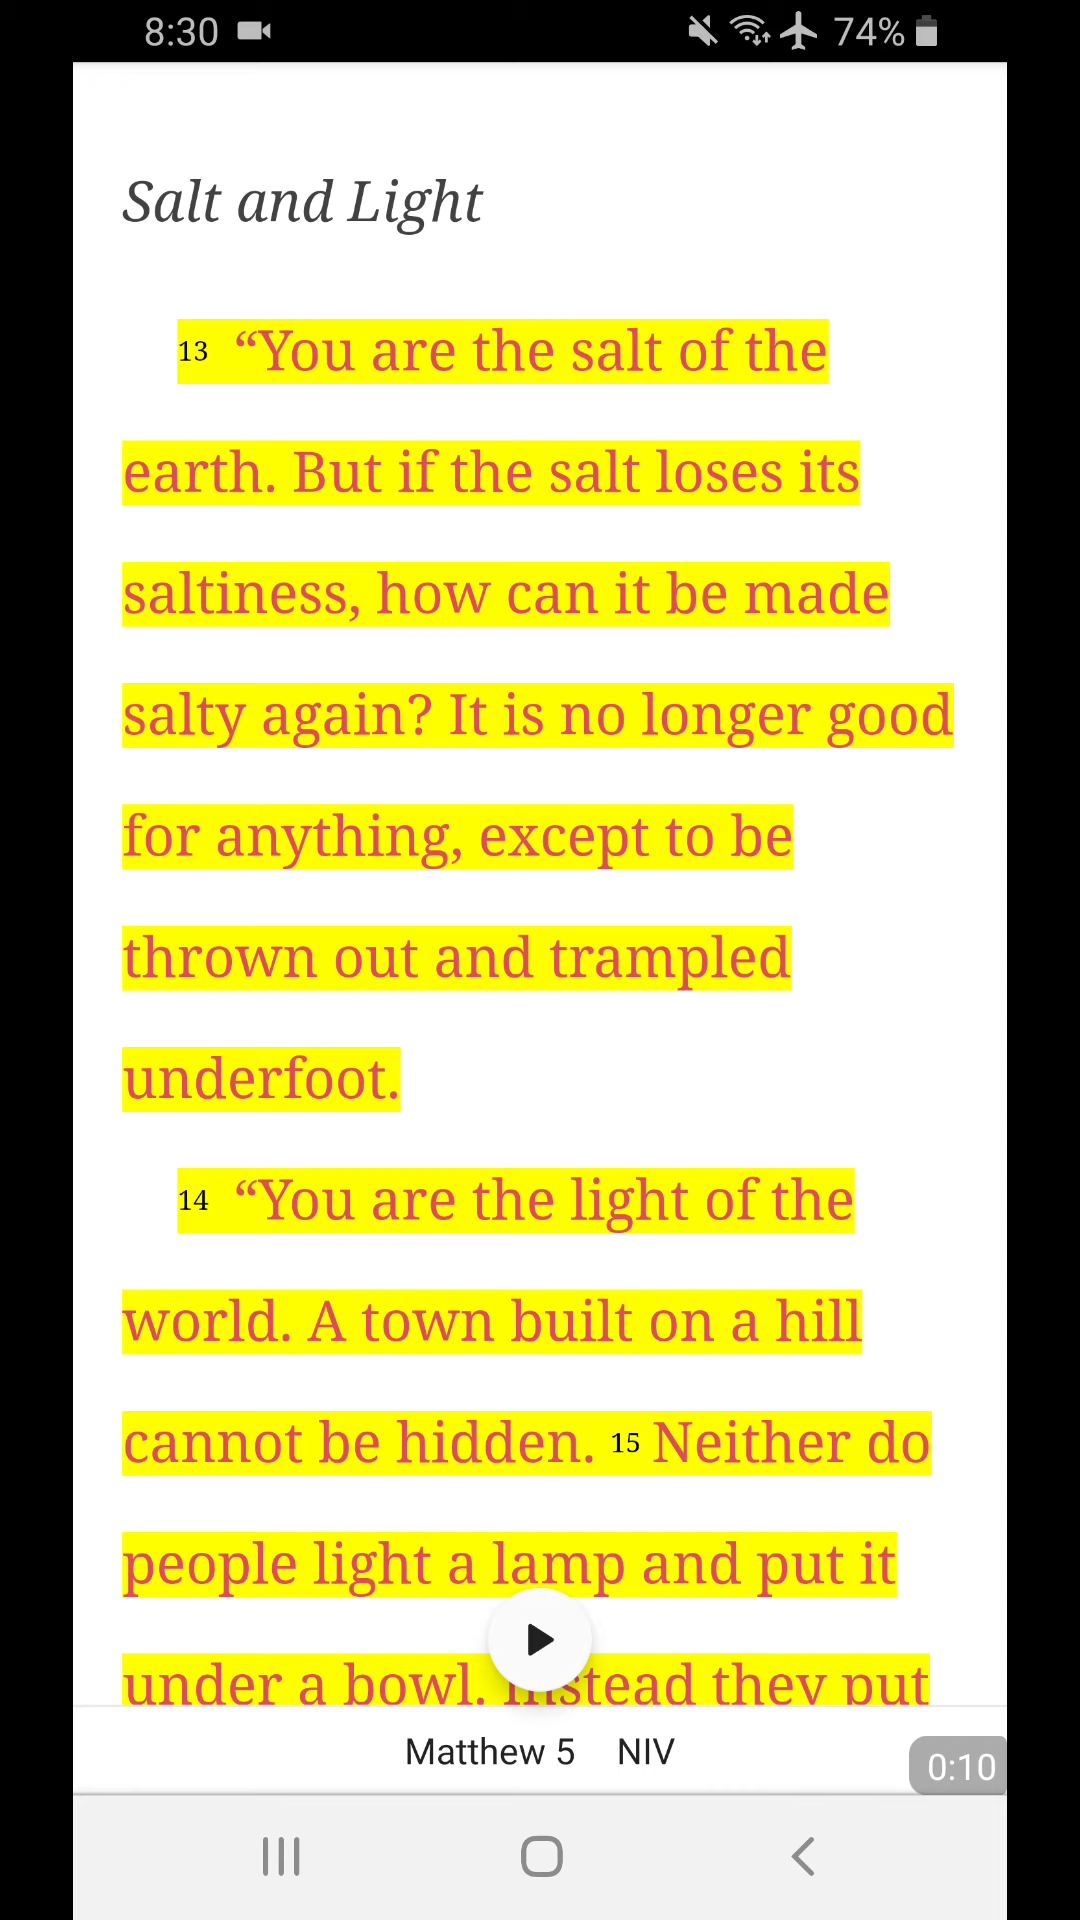 8:30 74%
Salt and Light
13 “You are the salt of the
earth. But if the salt loses its
saltiness, how can it be made
salty again? It is no longer good
for anything, except to be
thrown out and trampled
underfoot.
14 “You are the light of the
world. A town built on a hill
cannot be hidden. 15 Neither do
people light a lamp and put it
under a bowl. Instead they put
Matthew 5 NIV
0:10